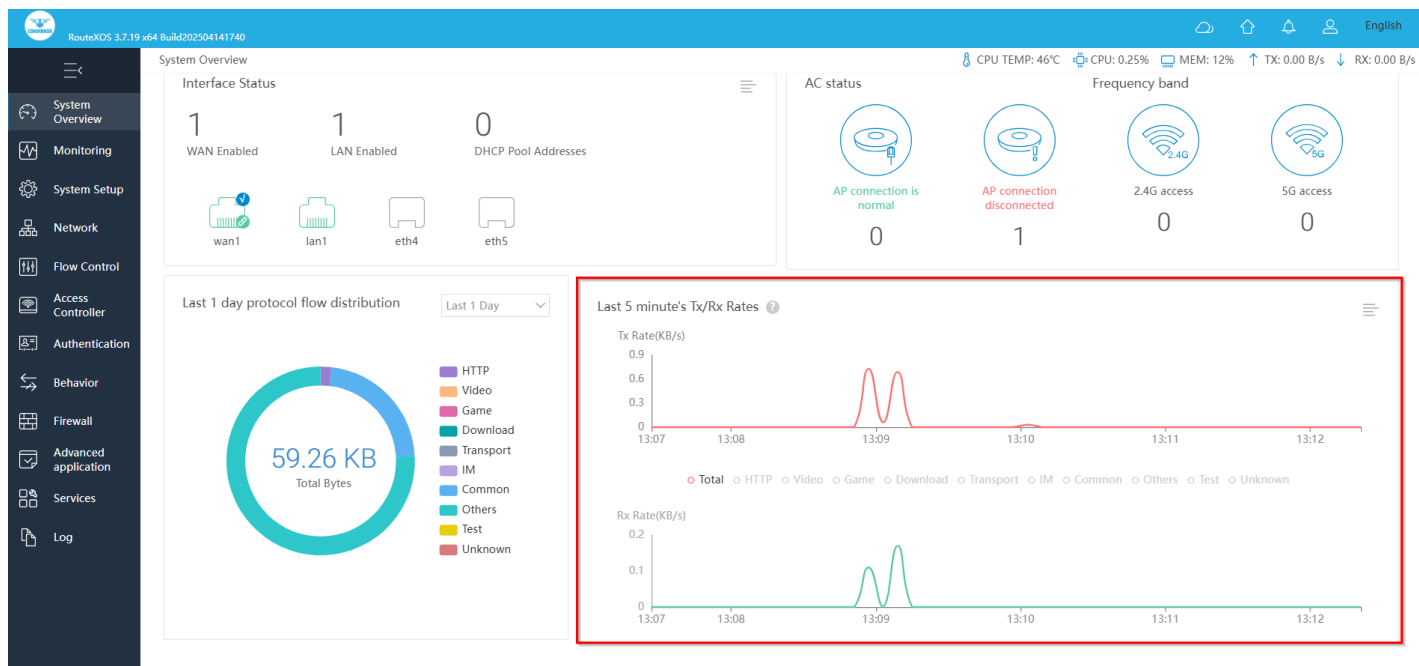 RouteXOS 3.7.19 x64 Build202504141740
English
System Overview
CPU TEMP: 46℃ CPU: 0.25% MEM: 12% TX: 0.00 B/s RX: 0.00 B/s
System
Overview
Monitoring
System Setup
Network
Flow Control
Access
Controller
Authentication
Behavior
Firewall
Advanced
application
Services
Log
Interface Status
1 1 0
WAN Enabled LAN Enabled DHCP Pool Addresses
wan1 lan1 eth4 eth5
AC status Frequency band
2.4G 5G
AP connection is
normal
AP connection
disconnected
2.4G access 5G access
0 1 0 0
Last 1 day protocol flow distribution
Last 1 Day
59.26 KB
Total Bytes
HTTP
Video
Game
Download
Transport
IM
Common
Others
Test
Unknown
Last 5 minute's Tx/Rx Rates ?
Tx Rate(KB/s)
0.9
0.6
0.3
0
13:07 13:08 13:09 13:10 13:11 13:12
Total HTTP Video Game Download Transport IM Common Others Test Unknown
Rx Rate(KB/s)
0.2
0.1
0
13:07 13:08 13:09 13:10 13:11 13:12